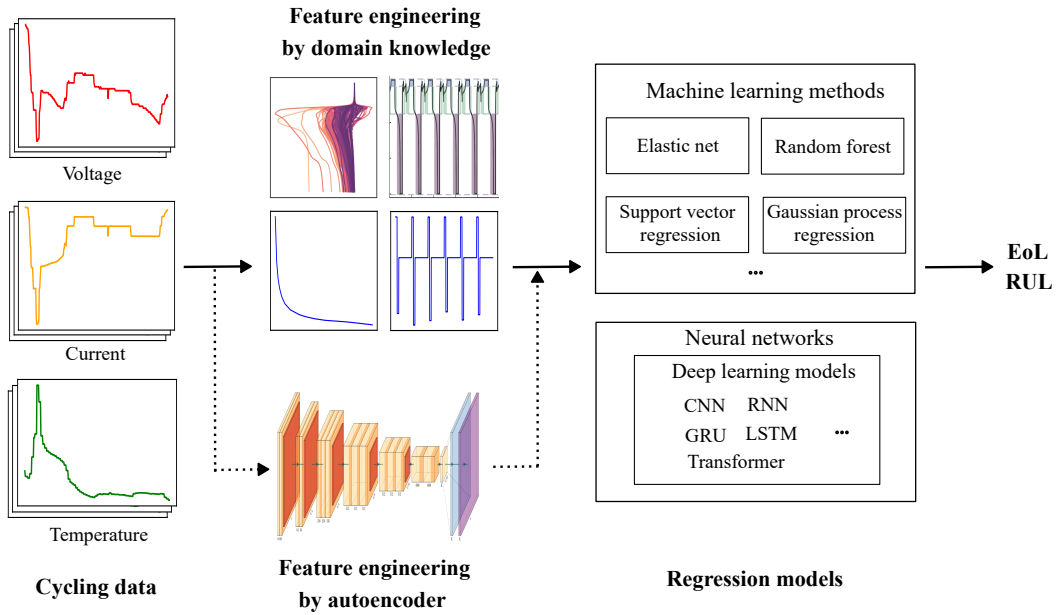 Voltage
Current
Temperature
Cycling data
Feature engineering
by domain knowledge
Feature engineering
by autoencoder
Machine learning methods
Elastic net
Random forest
Support vector
regression
Gaussian process
regression
...
Neural networks
Deep learning models
CNN RNN
GRU LSTM ...
Transformer
Regression models
EoL
RUL